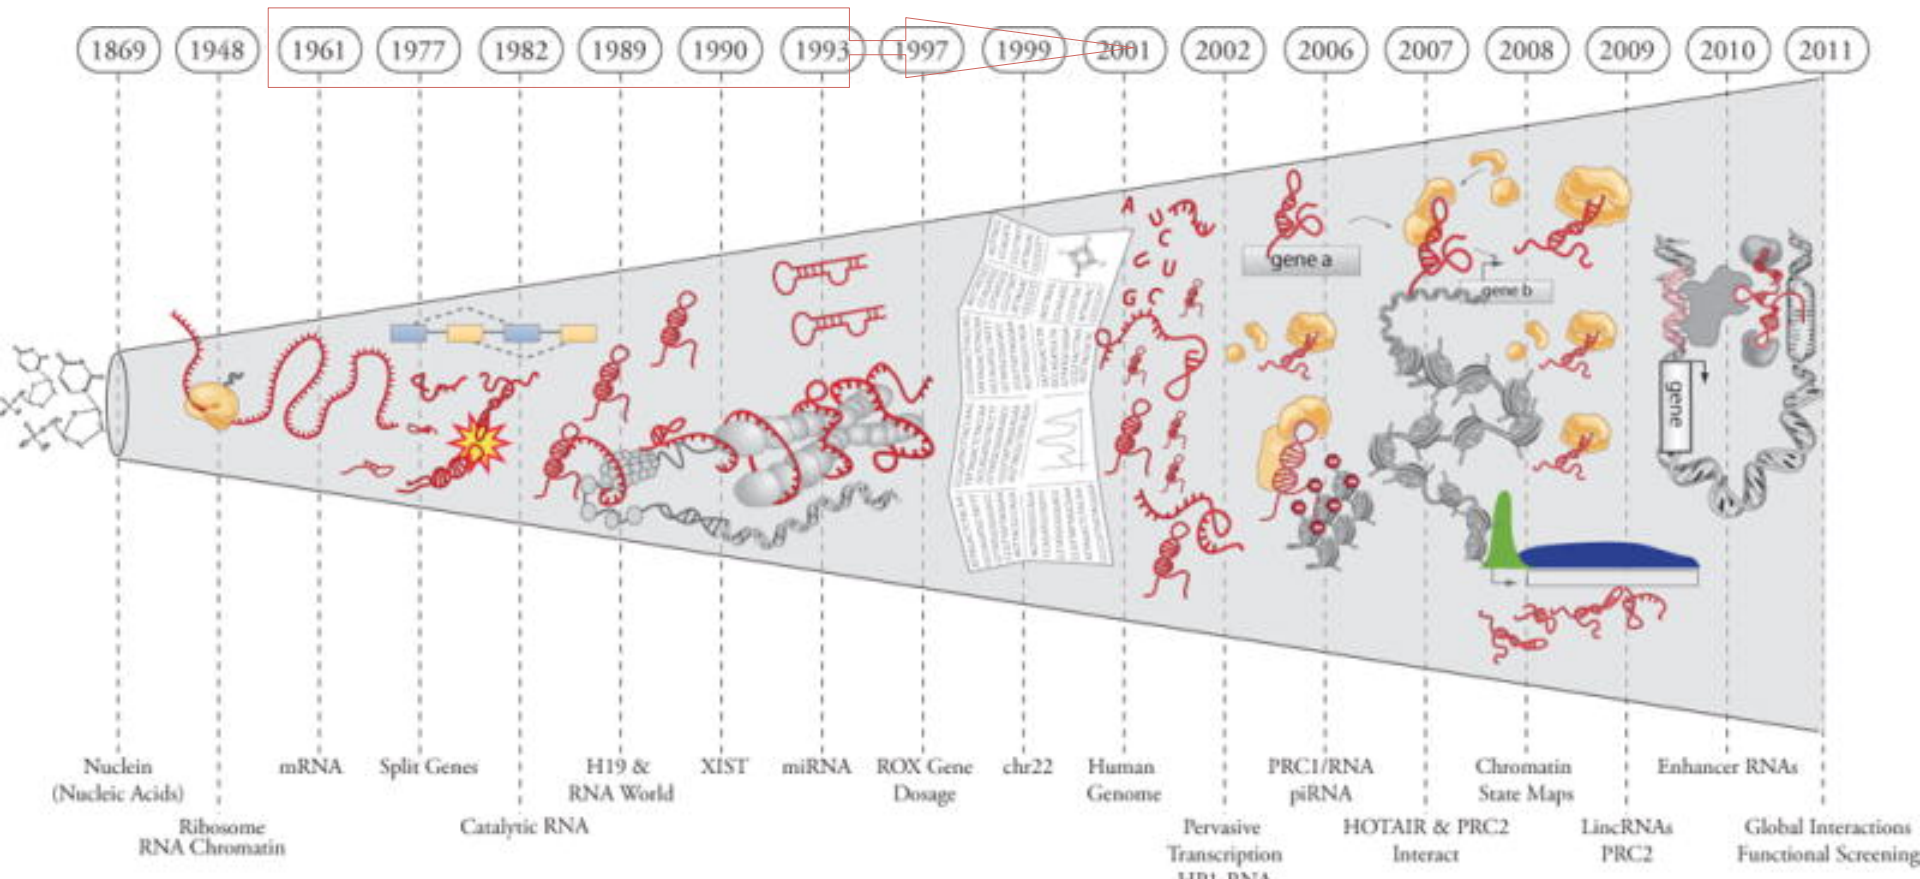 1869 1948 1961 1977 1982 1989 1990 1993 1997 1999 2001 2002 2006 2007 2008 2009 2010 2011
A
U
C
C U
G C
gene a
gene b
gene
Nuclein mRNA Split Genes H19 & XIST miRNA ROX Gene chr22 Human PRC1/RNA Chromatin Enhancer RNAs
(Nucleic Acids) RNA World Dosage Genome piRNA State Maps
Ribosome Catalytic RNA Pervasive HOTAIR & PRC2 LincRNAs Global Interactions
RNA Chromatin Transcription Interact PRC2 Functional Screening
HP1-RNA